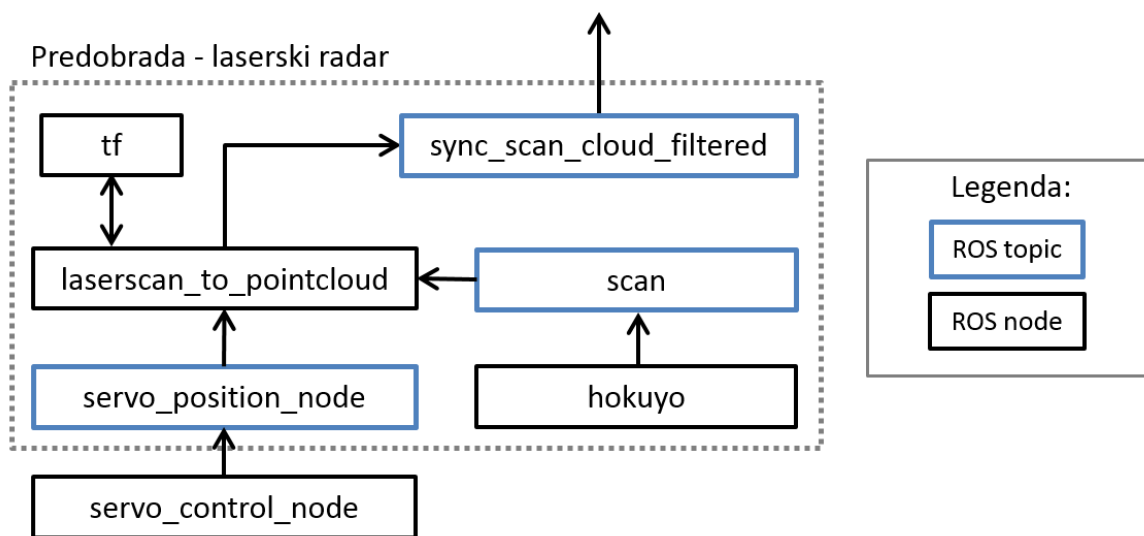 Predobrada - laserski radar
tf
sync_scan_cloud_filtered
laserscan_to_pointcloud
scan
servo_position_node
hokuyo
servo_control_node
Legenda:
ROS topic
ROS node